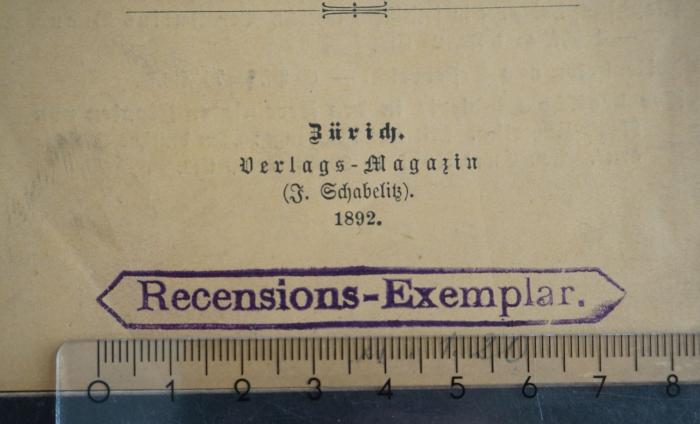 Zürich.
Verlags-Magazin
(J. Schabelitz).
1892.
Recensions-Exemplar.
0 1 2 3 4 5 6 7 8